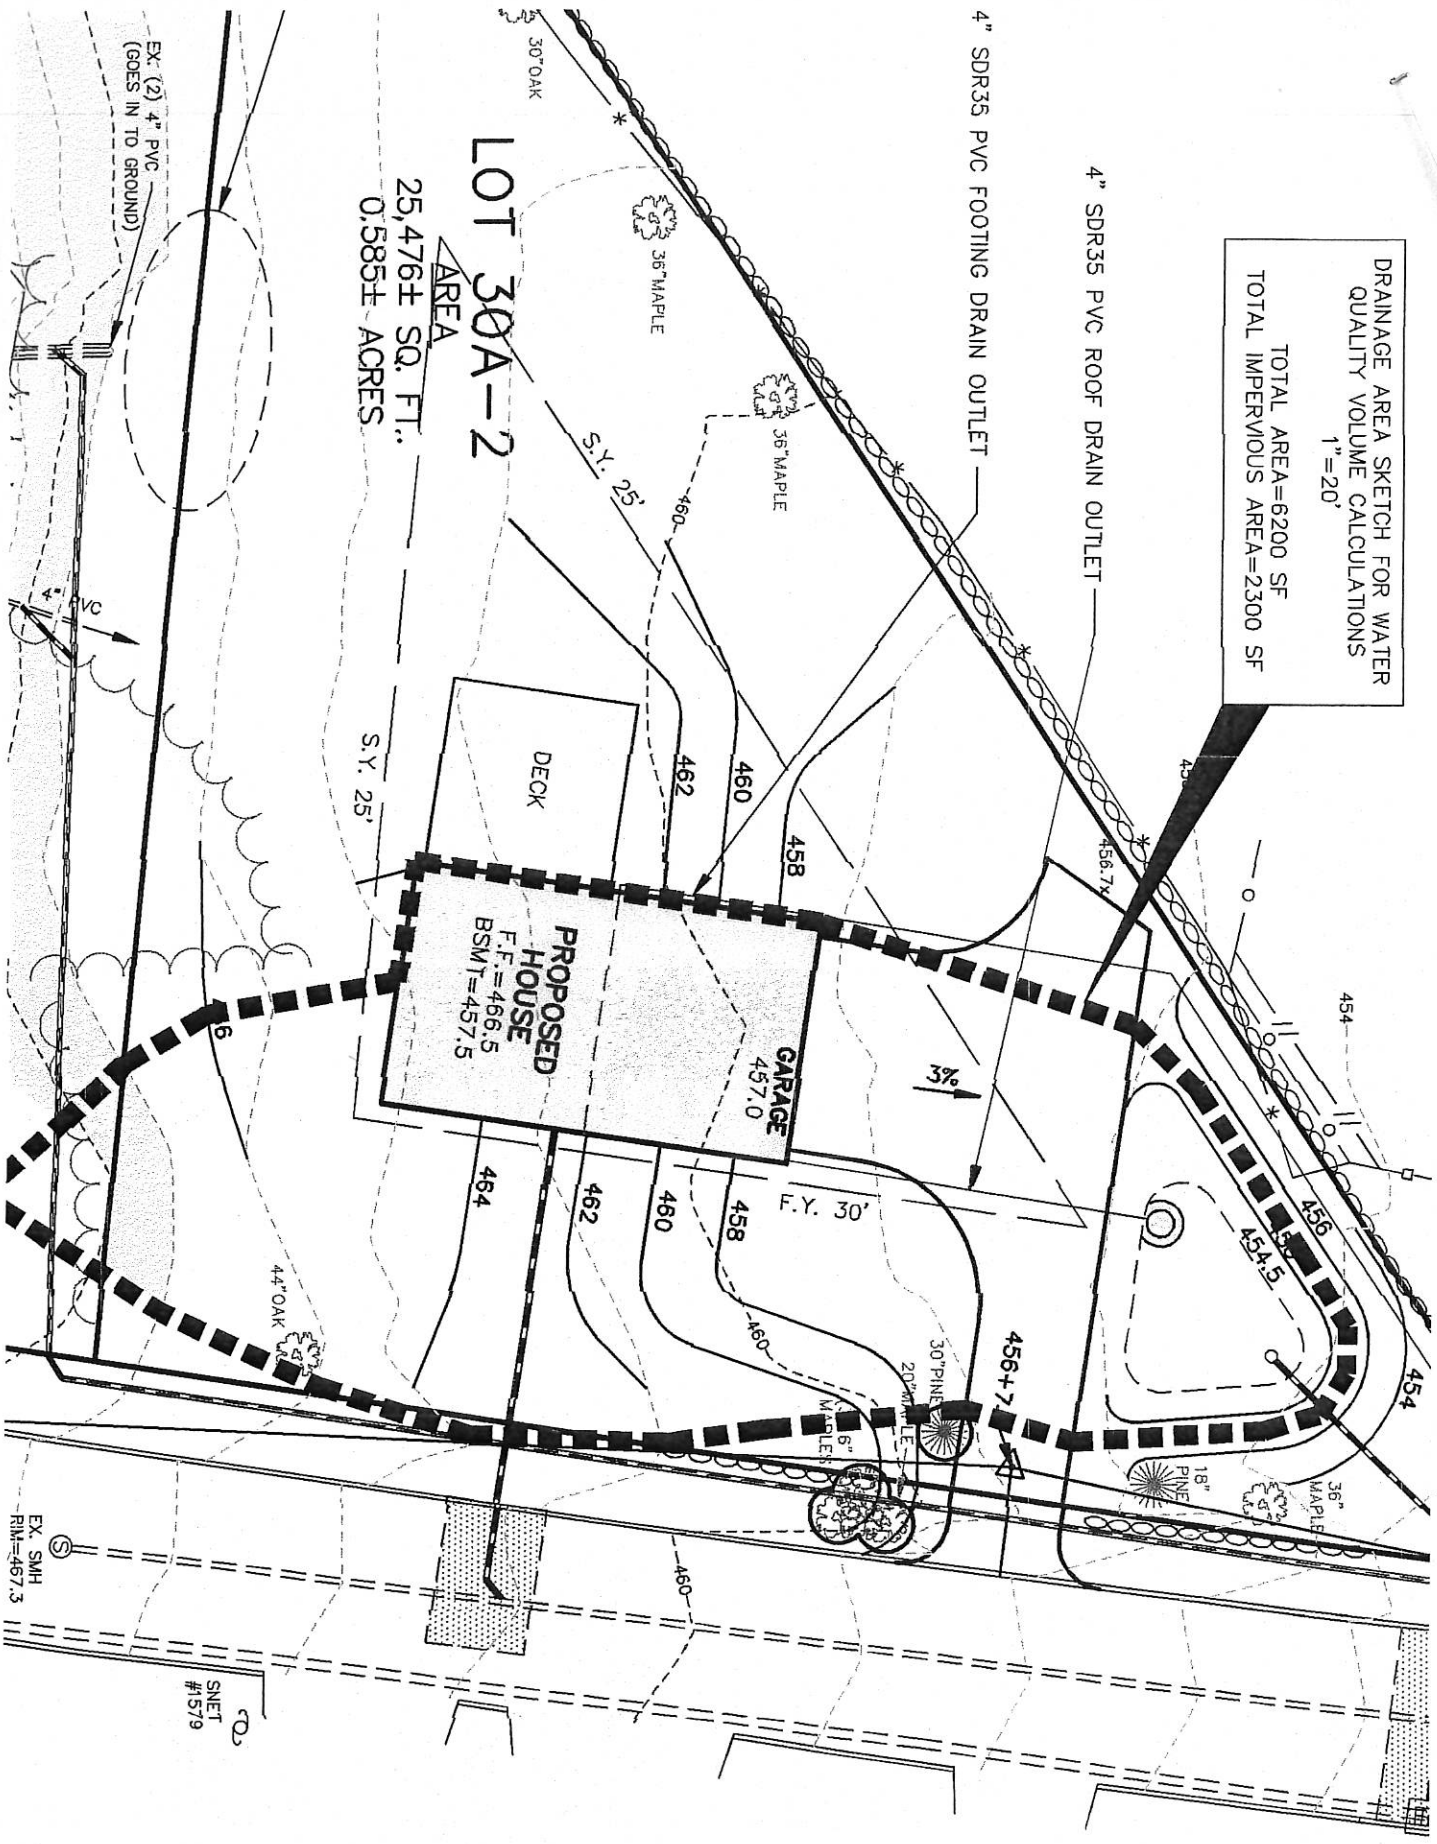 DRAINAGE AREA SKETCH FOR WATER
QUALITY VOLUME CALCULATIONS
1"=20'
TOTAL AREA=6200 SF
TOTAL IMPERVIOUS AREA=2300 SF
4" SDR35 PVC ROOF DRAIN OUTLET
4" SDR35 PVC FOOTING DRAIN OUTLET
30"OAK
36"MAPLE
36"MAPLE
LOT 30A-2
AREA
25,476± SQ. FT.
0.585± ACRES
EX. (2) 4" PVC
(GOES IN TO GROUND)
4" PVC
S.Y. 25'
S.Y. 25'
460
462
460
458
456.7x
454
DECK
PROPOSED
HOUSE
F.F.=466.5
BSMT=457.5
GARAGE
457.0
3%
F.Y. 30'
464
462
460
458
460
456
454.5
454
456+7
30"PINE
20"MAPLE
MAPLES
18"
PINE
36"
MAPLE
44"OAK
460
EX. SMH
RIM=467.3
S
SNET
#1579